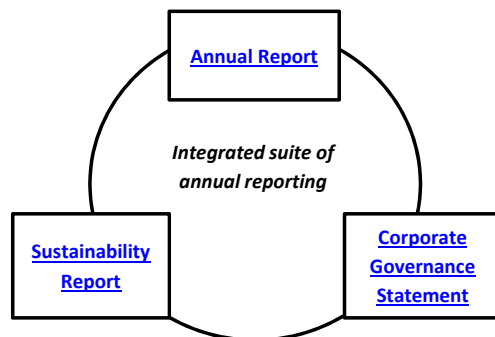 Annual Report
Integrated suite of
annual reporting
Sustainability
Report
Corporate
Governance
Statement